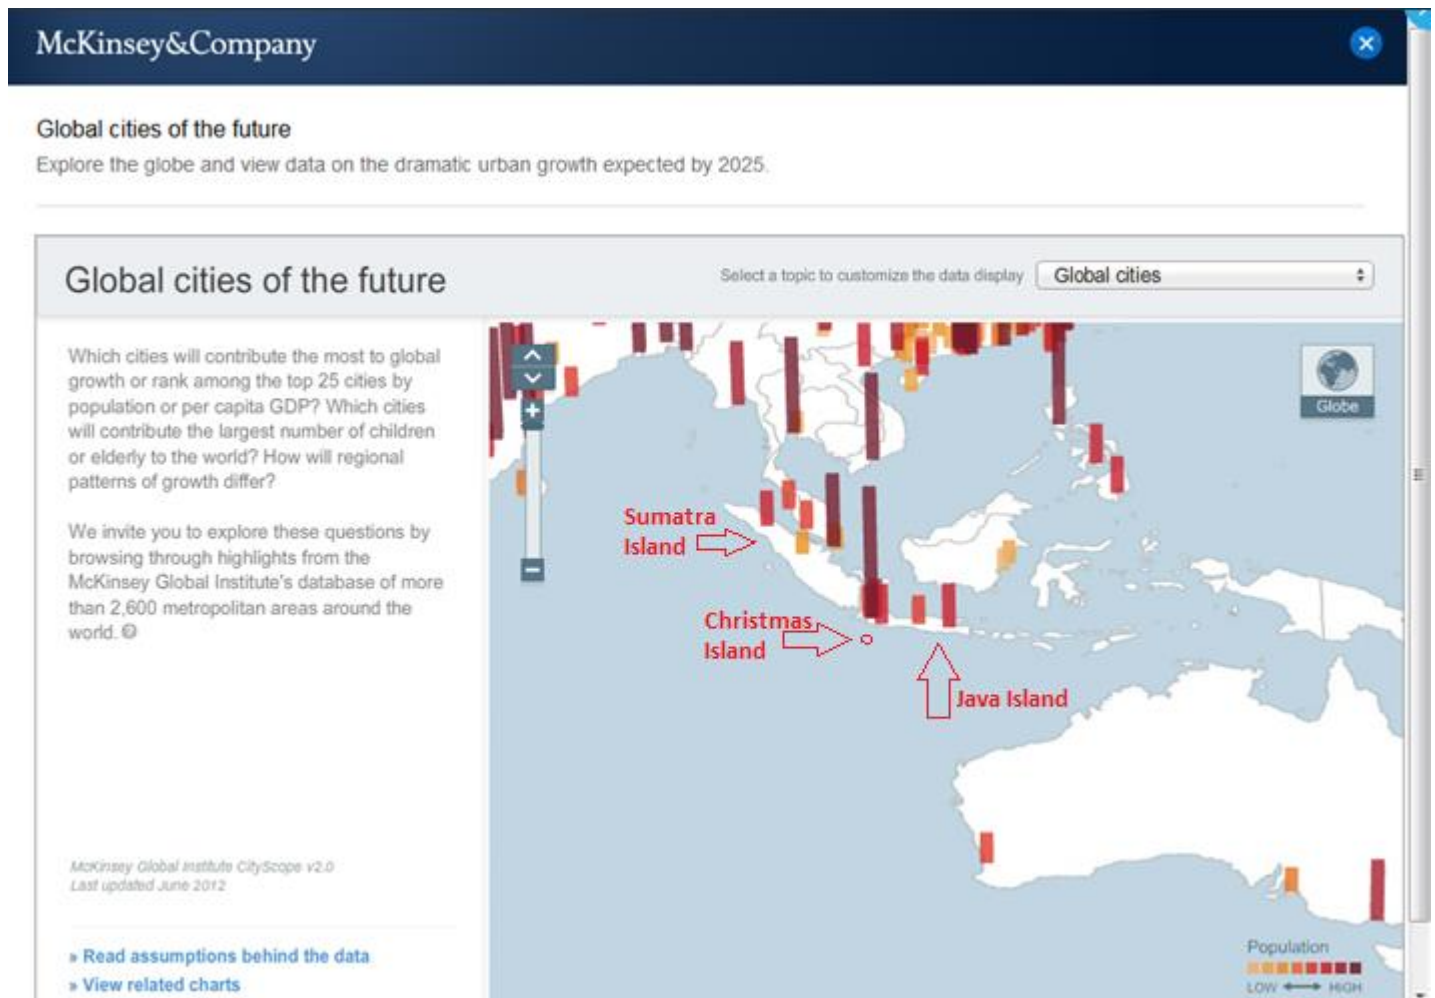 McKinsey&Company
Global cities of the future
Explore the globe and view data on the dramatic urban growth expected by 2025.
Global cities of the future
Select a topic to customize the data display
Global cities
Which cities will contribute the most to global
growth or rank among the top 25 cities by
population or per capita GDP? Which cities
will contribute the largest number of children
or elderly to the world? How will regional
patterns of growth differ?
We invite you to explore these questions by
browsing through highlights from the
McKinsey Global Institute's database of more
than 2,600 metropolitan areas around the
world.
McKinsey Global Institute CityScope v2.0
Last updated June 2012
» Read assumptions behind the data
» View related charts
Globe
Sumatra
Island
Christmas
Island
Java Island
Population
LOW HIGH